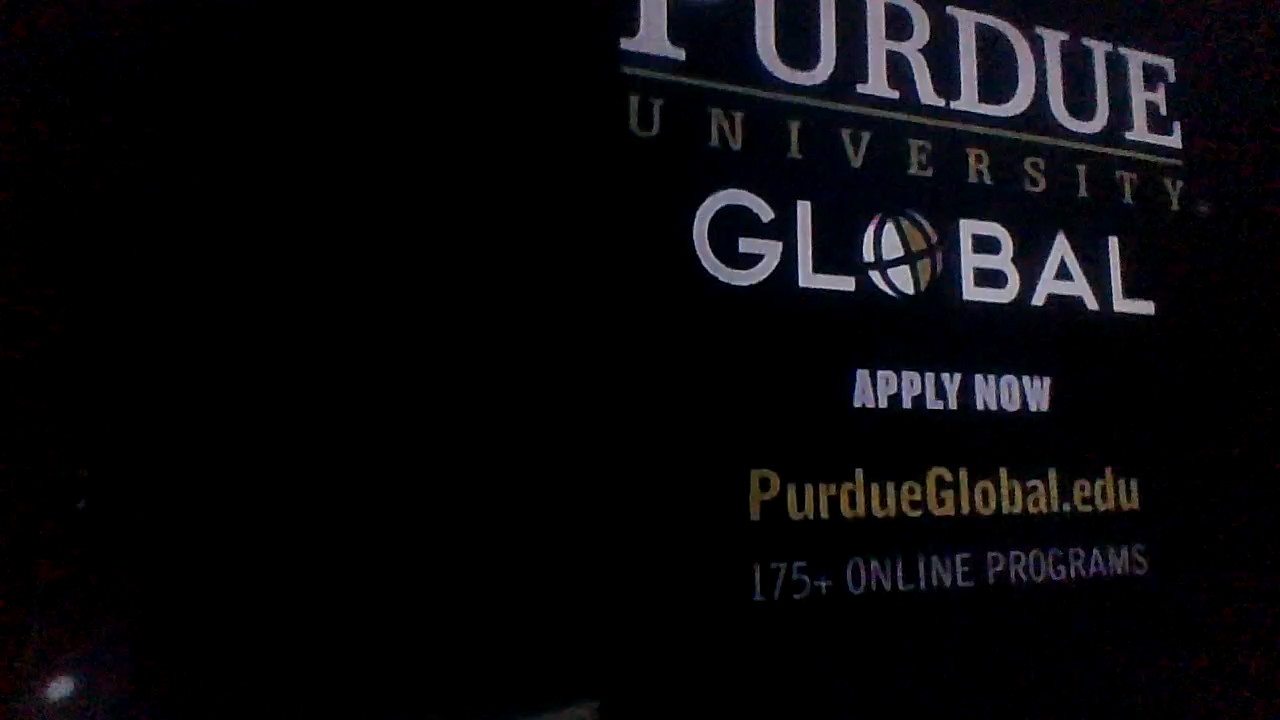 PURDUE
UNIVERSITY
GLOBAL
APPLY NOW
PurdueGlobal.edu
175+ ONLINE PROGRAMS